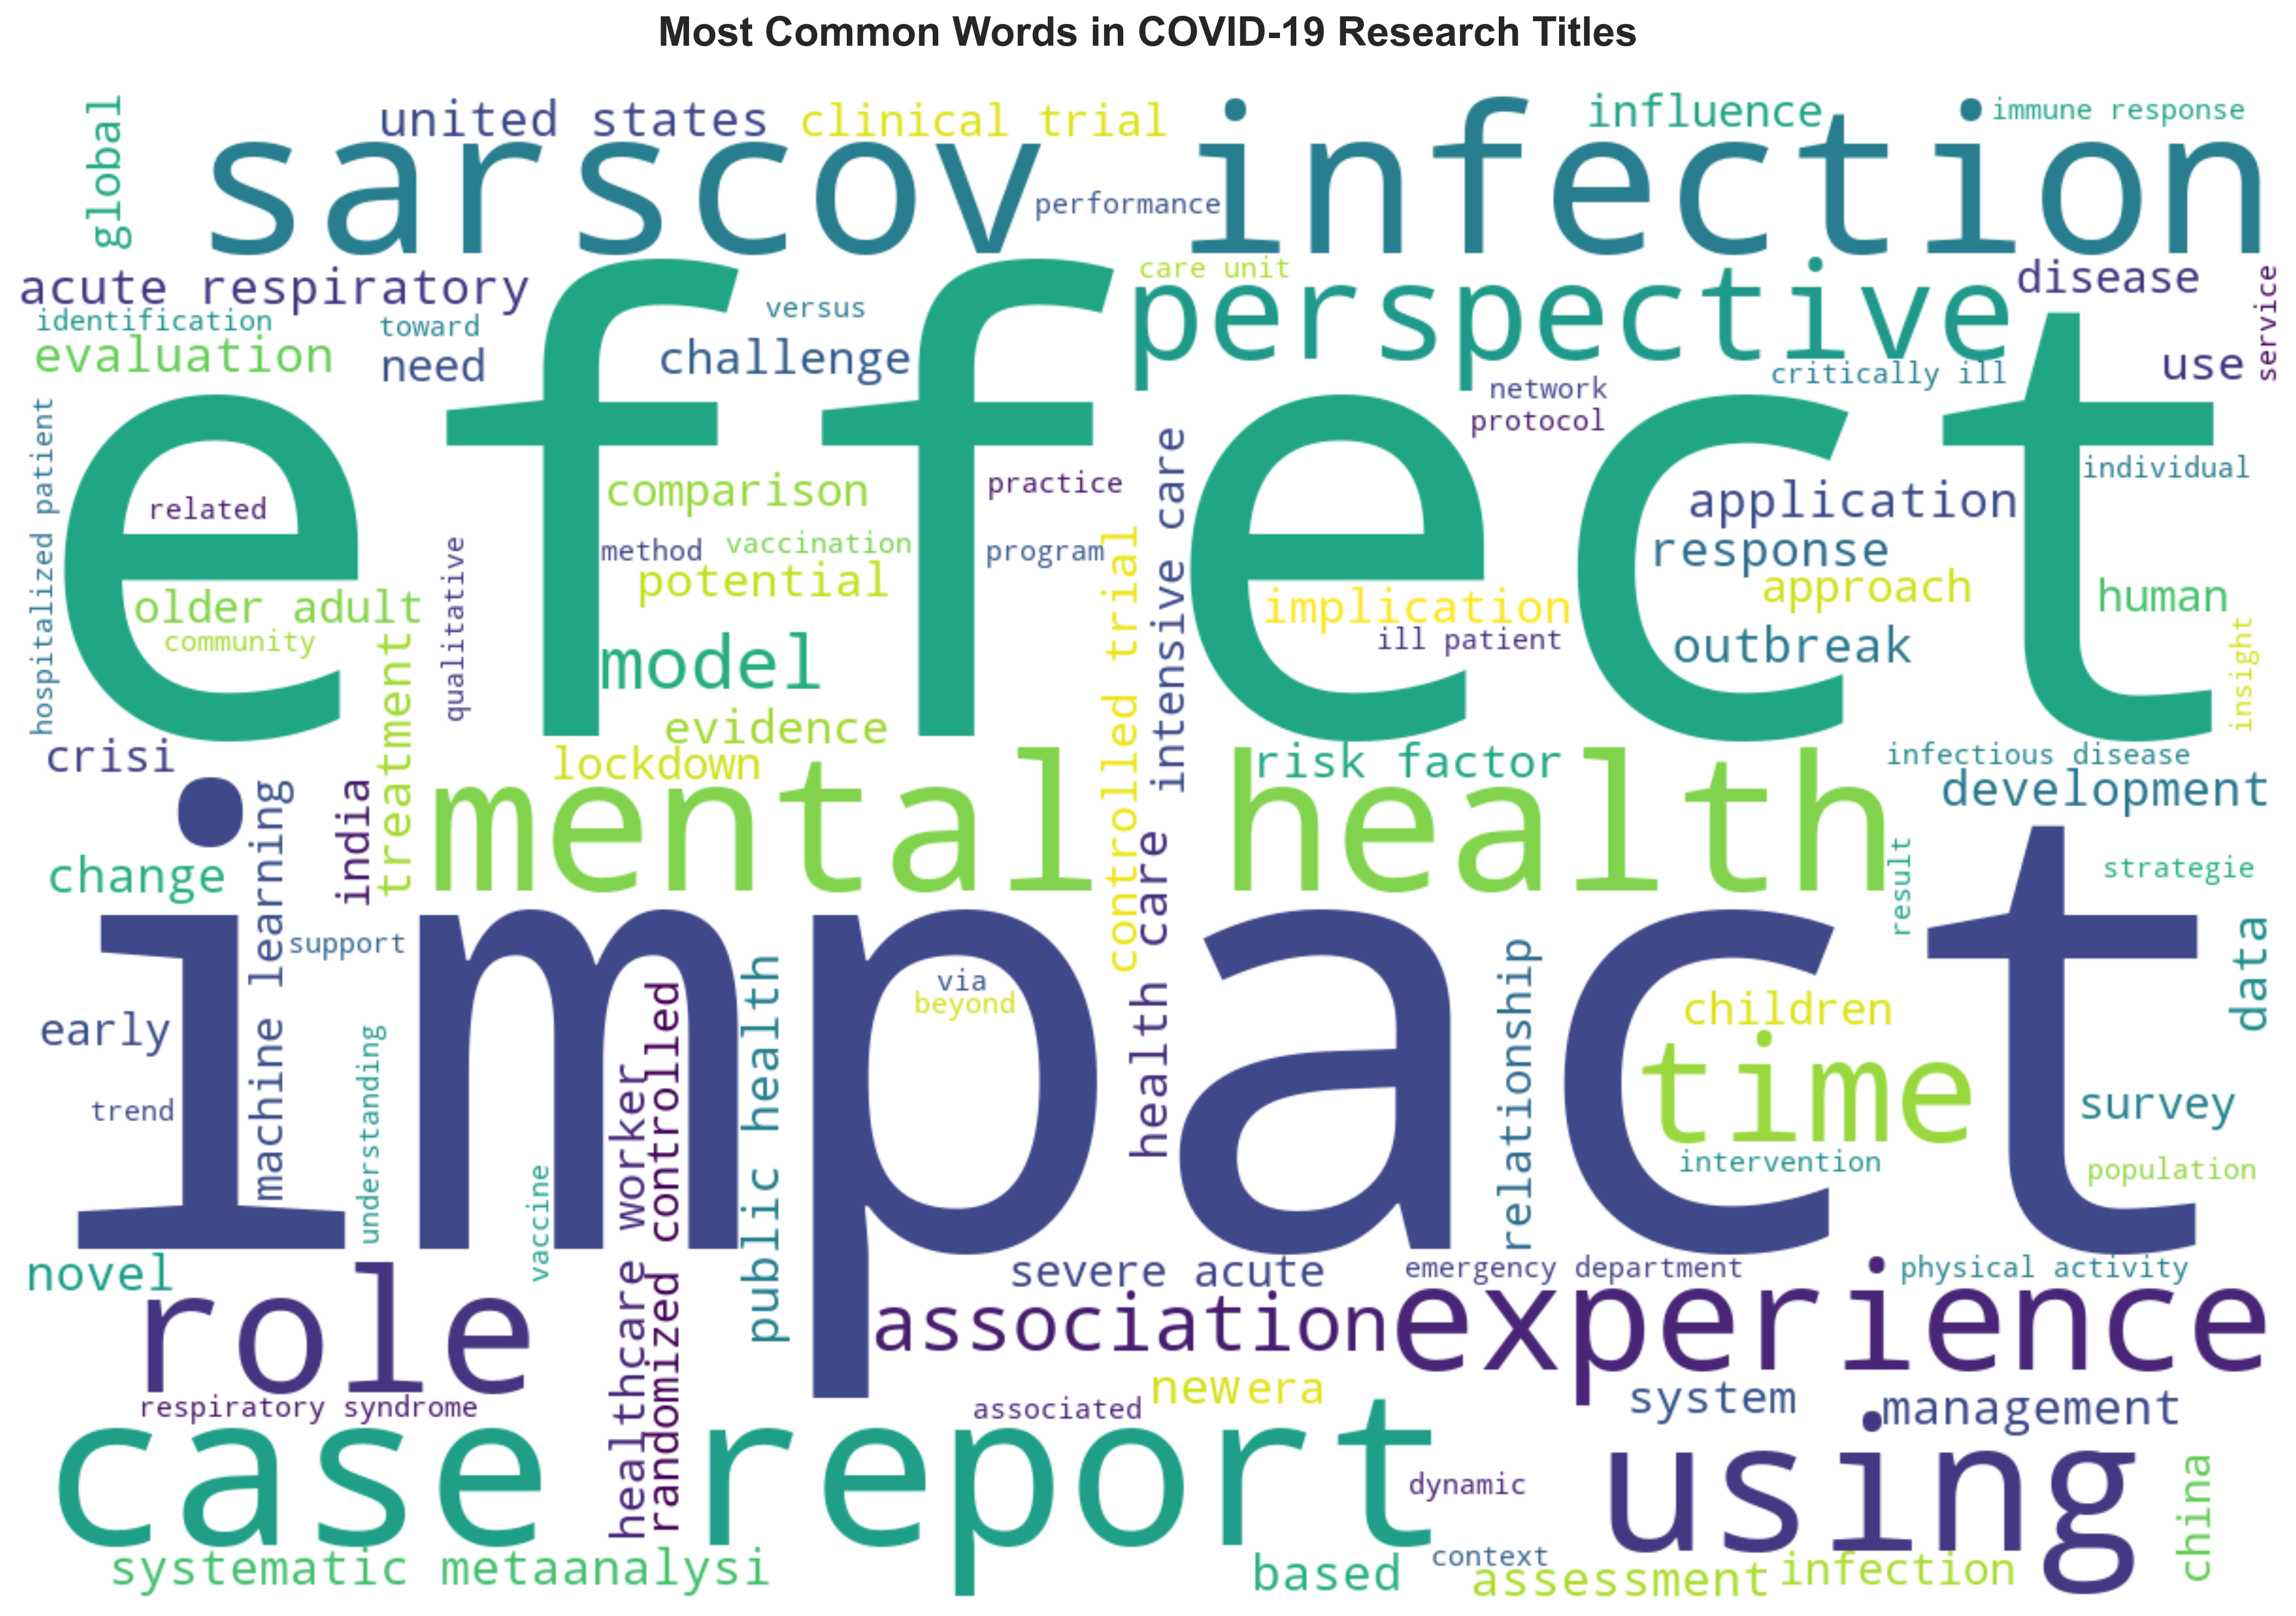 Most Common Words in COVID-19 Research Titles
global
united states
clinical trial
influence
immune response
sarscov infection
performance
acute respiratory
care unit
perspective
disease
service
identification
toward
versus
evaluation
need
challenge
critically ill
use
network
protocol
effect
hospitalized patient
related
comparison
practice
intensive care
application
individual
qualitative
method
vaccination
program
response
potential
controlled trial
approach
older adult
implication
human
community
treatment
model
ill patient
outbreak
insight
evidence
crisi
lockdown
risk factor
infectious disease
development
mental health
machine learning
india
change
health care
result
strategie
impact
support
public health
via
beyond
relationship
children
data
early
understanding
time
trend
healthcare worker
randomized controlled
survey
vaccine
intervention
population
novel
severe acute
emergency department
physical activity
role
association
experience
new era
system
management
respiratory syndrome
associated
case report
using
dynamic
china
systematic metaanalysi
based
context
assessment
infection